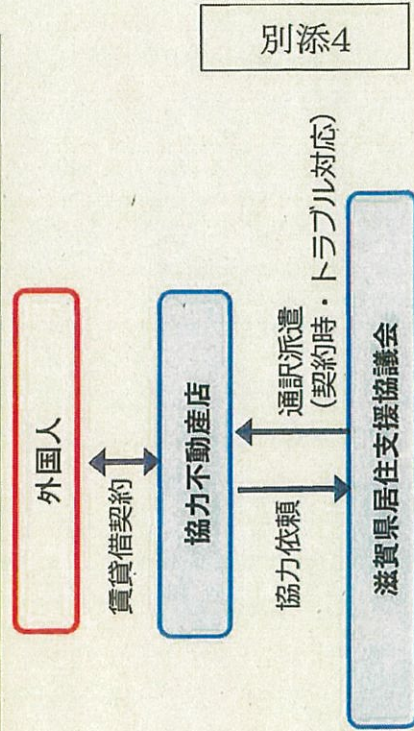 別添4
外国人
賃貸借契約
協力不動産店
協力依頼
通訳派遣
(契約時・トラブル対応)
滋賀県居住支援協議会